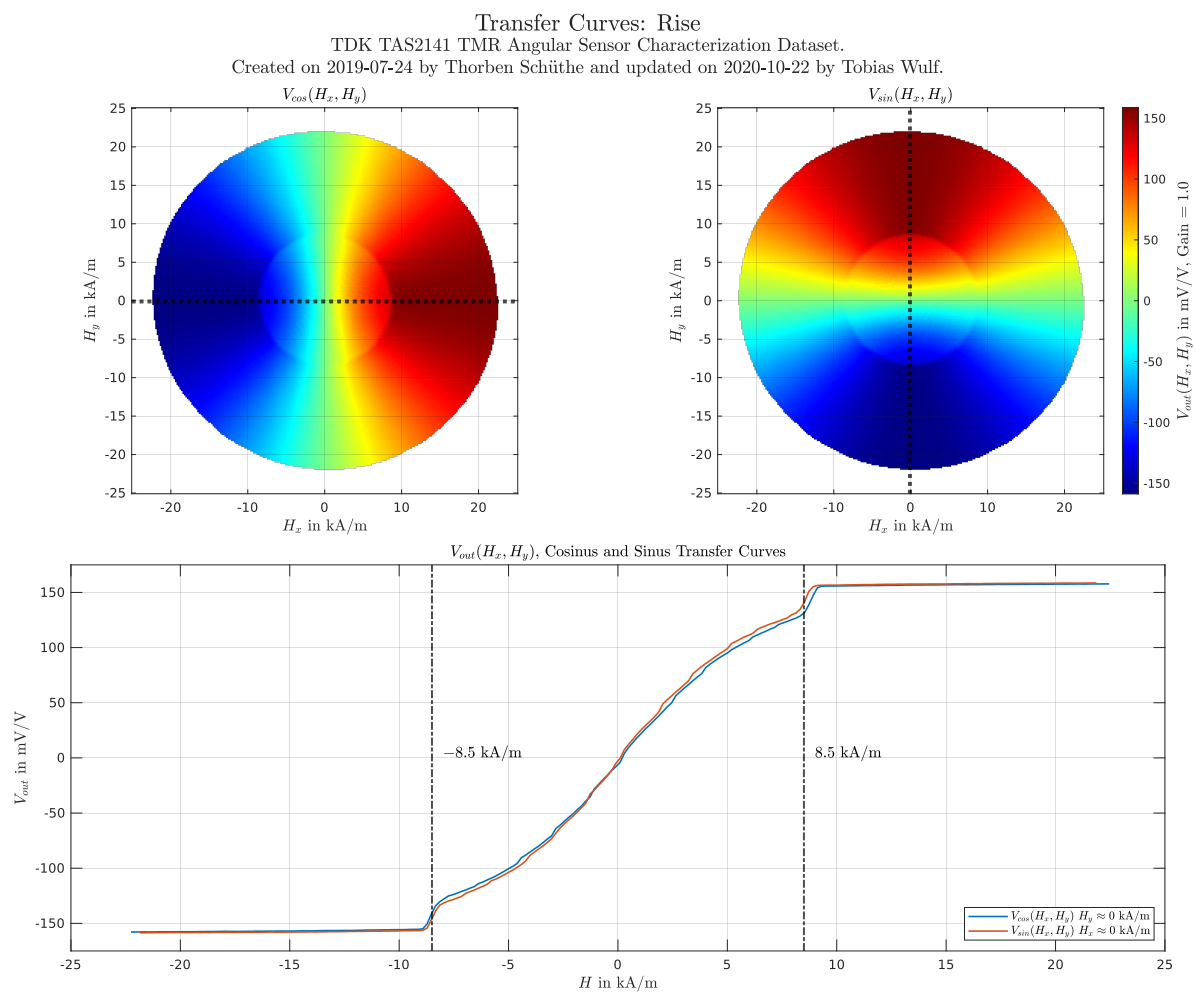 Transfer Curves: Rise
TDK TAS2141 TMR Angular Sensor Characterization Dataset.
Created on 2019-07-24 by Thorben Schüthe and updated on 2020-10-22 by Tobias Wulf.
V_cos(H_x, H_y)
25
20
15
10
5
0
-5
-10
-15
-20
-25
H_y in kA/m
-20 -10 0 10 20
H_x in kA/m
V_sin(H_x, H_y)
25
20
15
10
5
0
-5
-10
-15
-20
-25
H_y in kA/m
-20 -10 0 10 20
H_x in kA/m
150
100
50
0
-50
-100
-150
V_out(H_x, H_y) in mV/V, Gain = 1.0
V_out(H_x, H_y), Cosinus and Sinus Transfer Curves
150
100
50
0
-50
-100
-150
V_out in mV/V
−8.5 kA/m
8.5 kA/m
V_cos(H_x, H_y) H_y ≈ 0 kA/m
V_sin(H_x, H_y) H_x ≈ 0 kA/m
-25 -20 -15 -10 -5 0 5 10 15 20 25
H in kA/m